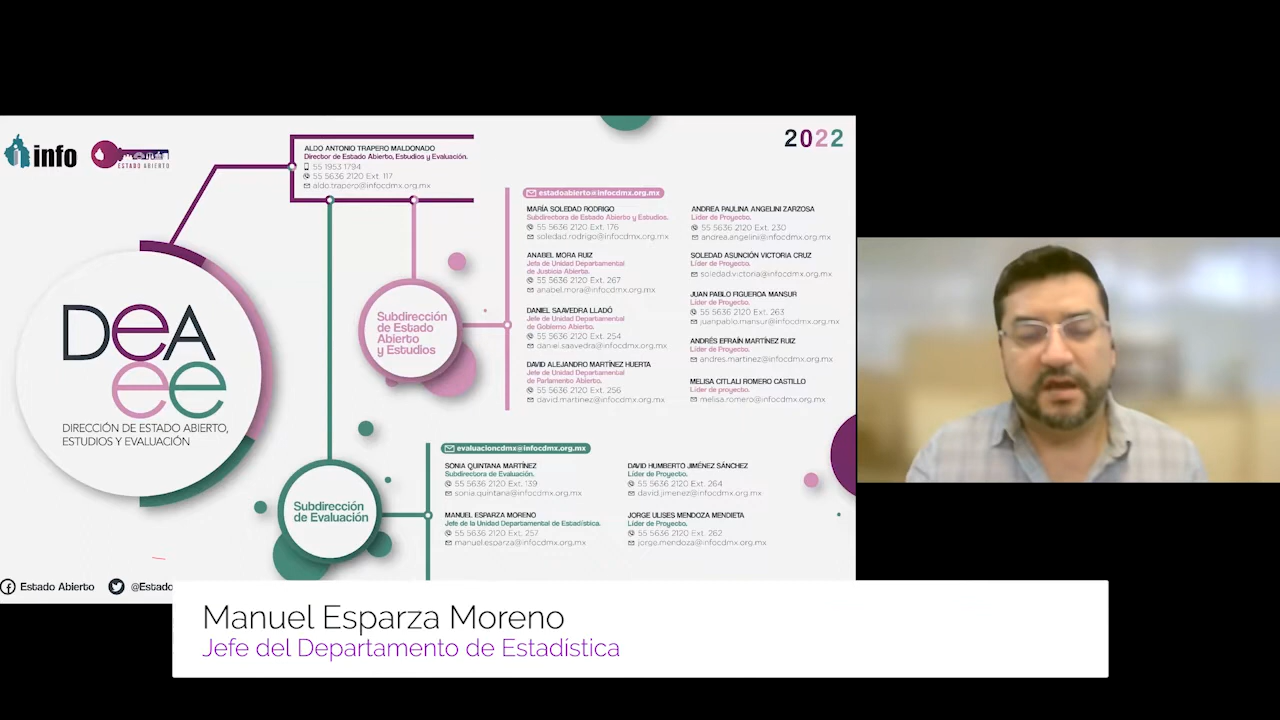 info
ESTADO ABIERTO
2022
ALDO ANTONIO TRAPERO MALDONADO
Director de Estado Abierto, Estudios y Evaluación.
55 1953 1794
55 5636 2120 Ext. 117
aldo.trapero@infocdmx.org.mx
DEA
ee
DIRECCIÓN DE ESTADO ABIERTO,
ESTUDIOS Y EVALUACIÓN
Subdirección
de Estado
Abierto
y Estudios
estadoabierto@infocdmx.org.mx
MARÍA SOLEDAD RODRIGO
Subdirectora de Estado Abierto y Estudios.
55 5636 2120 Ext. 176
soledad.rodrigo@infocdmx.org.mx
ANABEL MORA RUIZ
Jefa de Unidad Departamental
de Justicia Abierta.
55 5636 2120 Ext. 267
anabel.mora@infocdmx.org.mx
DANIEL SAAVEDRA LLADÓ
Jefe de Unidad Departamental
de Gobierno Abierto.
55 5636 2120 Ext. 254
daniel.saavedra@infocdmx.org.mx
DAVID ALEJANDRO MARTÍNEZ HUERTA
Jefe de Unidad Departamental
de Parlamento Abierto.
55 5636 2120 Ext. 256
david.martinez@infocdmx.org.mx
ANDREA PAULINA ANGELINI ZARZOSA
Líder de Proyecto.
55 5636 2120 Ext. 230
andrea.angelini@infocdmx.org.mx
SOLEDAD ASUNCIÓN VICTORIA CRUZ
Líder de Proyecto.
soledad.victoria@infocdmx.org.mx
JUAN PABLO FIGUEROA MANSUR
Líder de Proyecto.
55 5636 2120 Ext. 263
juanpablo.mansur@infocdmx.org.mx
ANDRÉS EFRAÍN MARTÍNEZ RUIZ
Líder de Proyecto.
andres.martinez@infocdmx.org.mx
MELISA CITLALI ROMERO CASTILLO
Líder de proyecto.
melisa.romero@infocdmx.org.mx
Subdirección
de Evaluación
evaluacioncdmx@infocdmx.org.mx
SONIA QUINTANA MARTÍNEZ
Subdirectora de Evaluación.
55 5636 2120 Ext. 139
sonia.quintana@infocdmx.org.mx
MANUEL ESPARZA MORENO
Jefe de la Unidad Departamental de Estadística.
55 5636 2120 Ext. 257
manuel.esparza@infocdmx.org.mx
DAVID HUMBERTO JIMÉNEZ SÁNCHEZ
Líder de Proyecto.
55 5636 2120 Ext. 264
david.jimenez@infocdmx.org.mx
JORGE ULISES MENDOZA MENDIETA
Líder de Proyecto.
55 5636 2120 Ext. 262
jorge.mendoza@infocdmx.org.mx
Estado Abierto @Estado
Manuel Esparza Moreno
Jefe del Departamento de Estadística